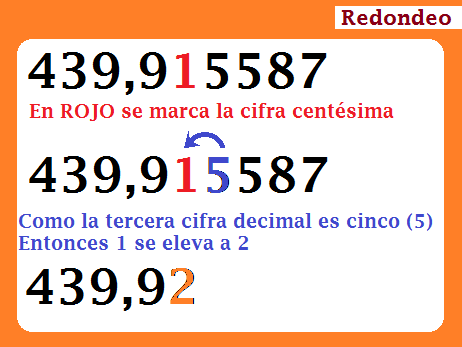 Redondeo
439,915587
En ROJO se marca la cifra centésima
439,915587
Como la tercera cifra decimal es cinco (5)
Entonces 1 se eleva a 2
439,92